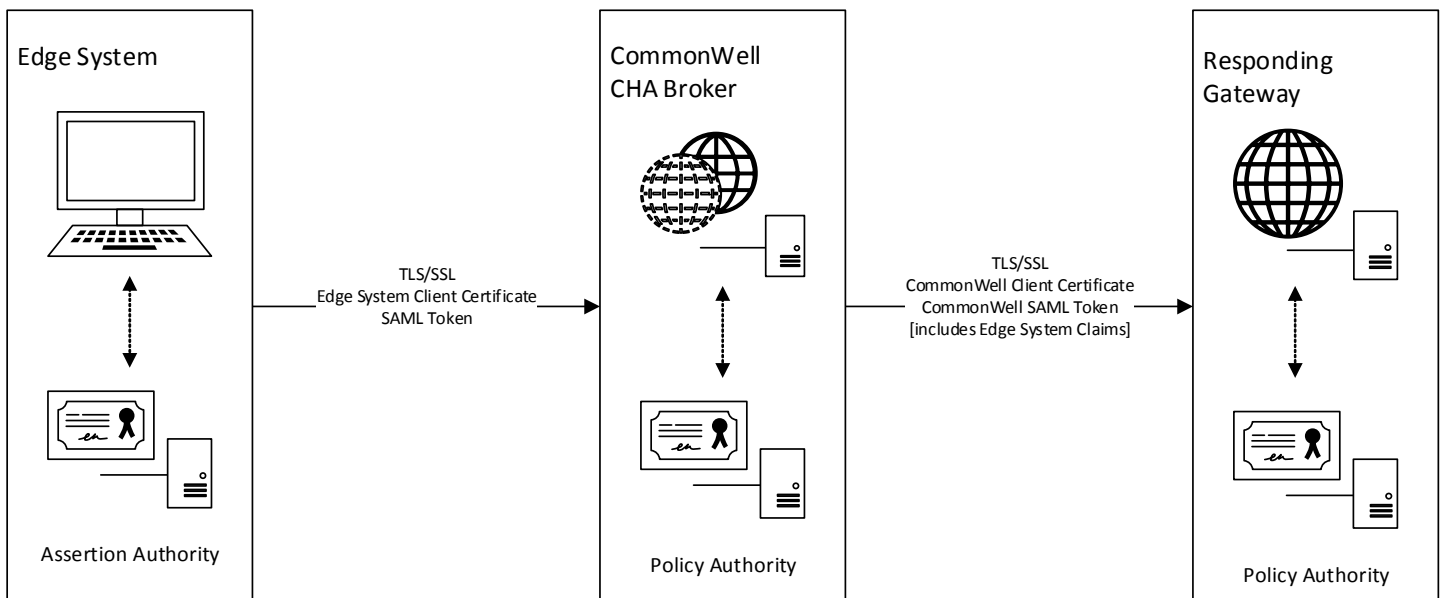 Edge System
Assertion Authority
TLS/SSL
Edge System Client Certificate
SAML Token
CommonWell
CHA Broker
Policy Authority
TLS/SSL
CommonWell Client Certificate
CommonWell SAML Token
[includes Edge System Claims]
Responding
Gateway
Policy Authority